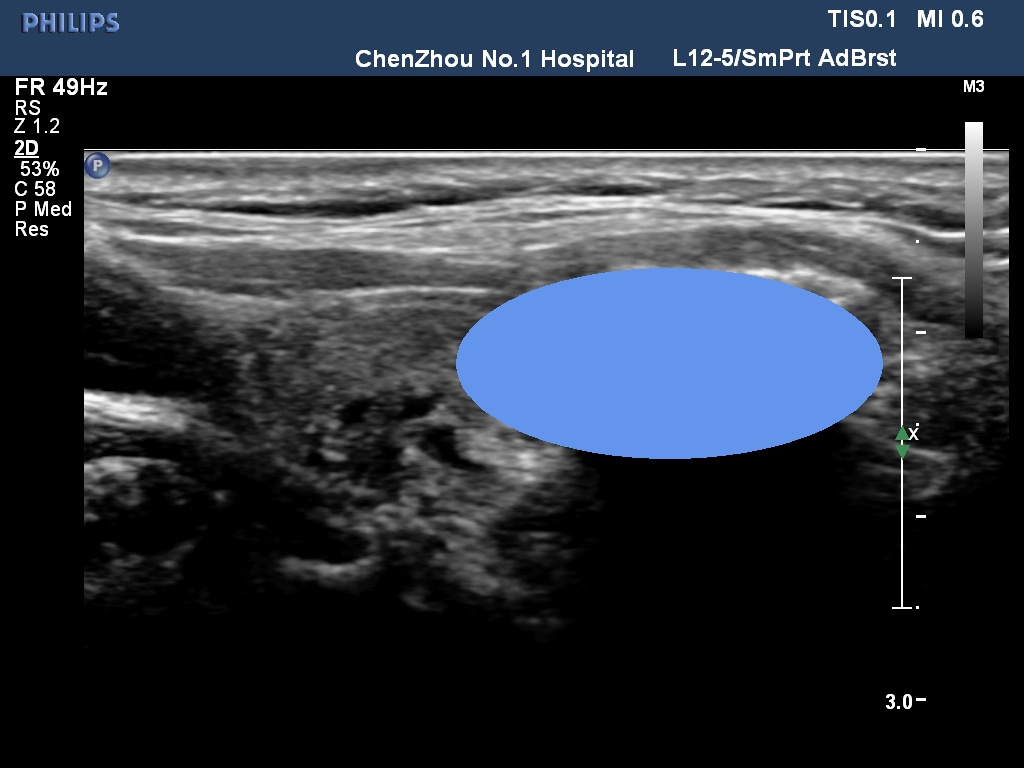 PHILIPS
TIS0.1 MI 0.6
ChenZhou No.1 Hospital L12-5/SmPrt AdBrst
FR 49Hz
RS
Z 1.2
2D
53%
C 58
P Med
Res
M3
P
X
3.0